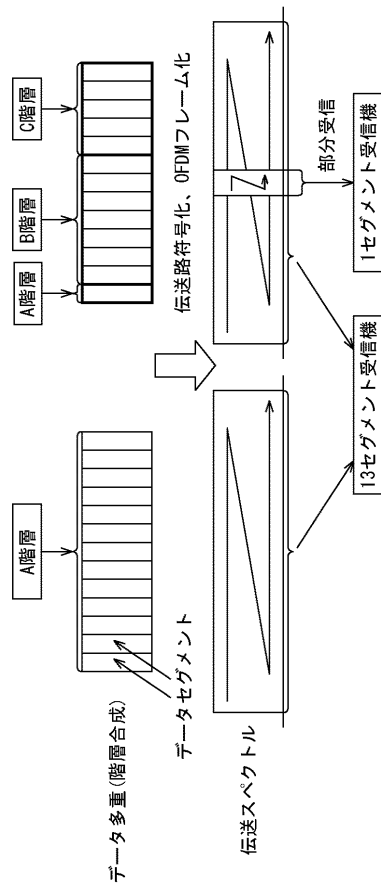 A階層
A階層
B階層
C階層
データ多重(階層合成)
データセグメント
伝送路符号化、OFDMフレーム化
伝送スペクトル
部分受信
13セグメント受信機
1セグメント受信機